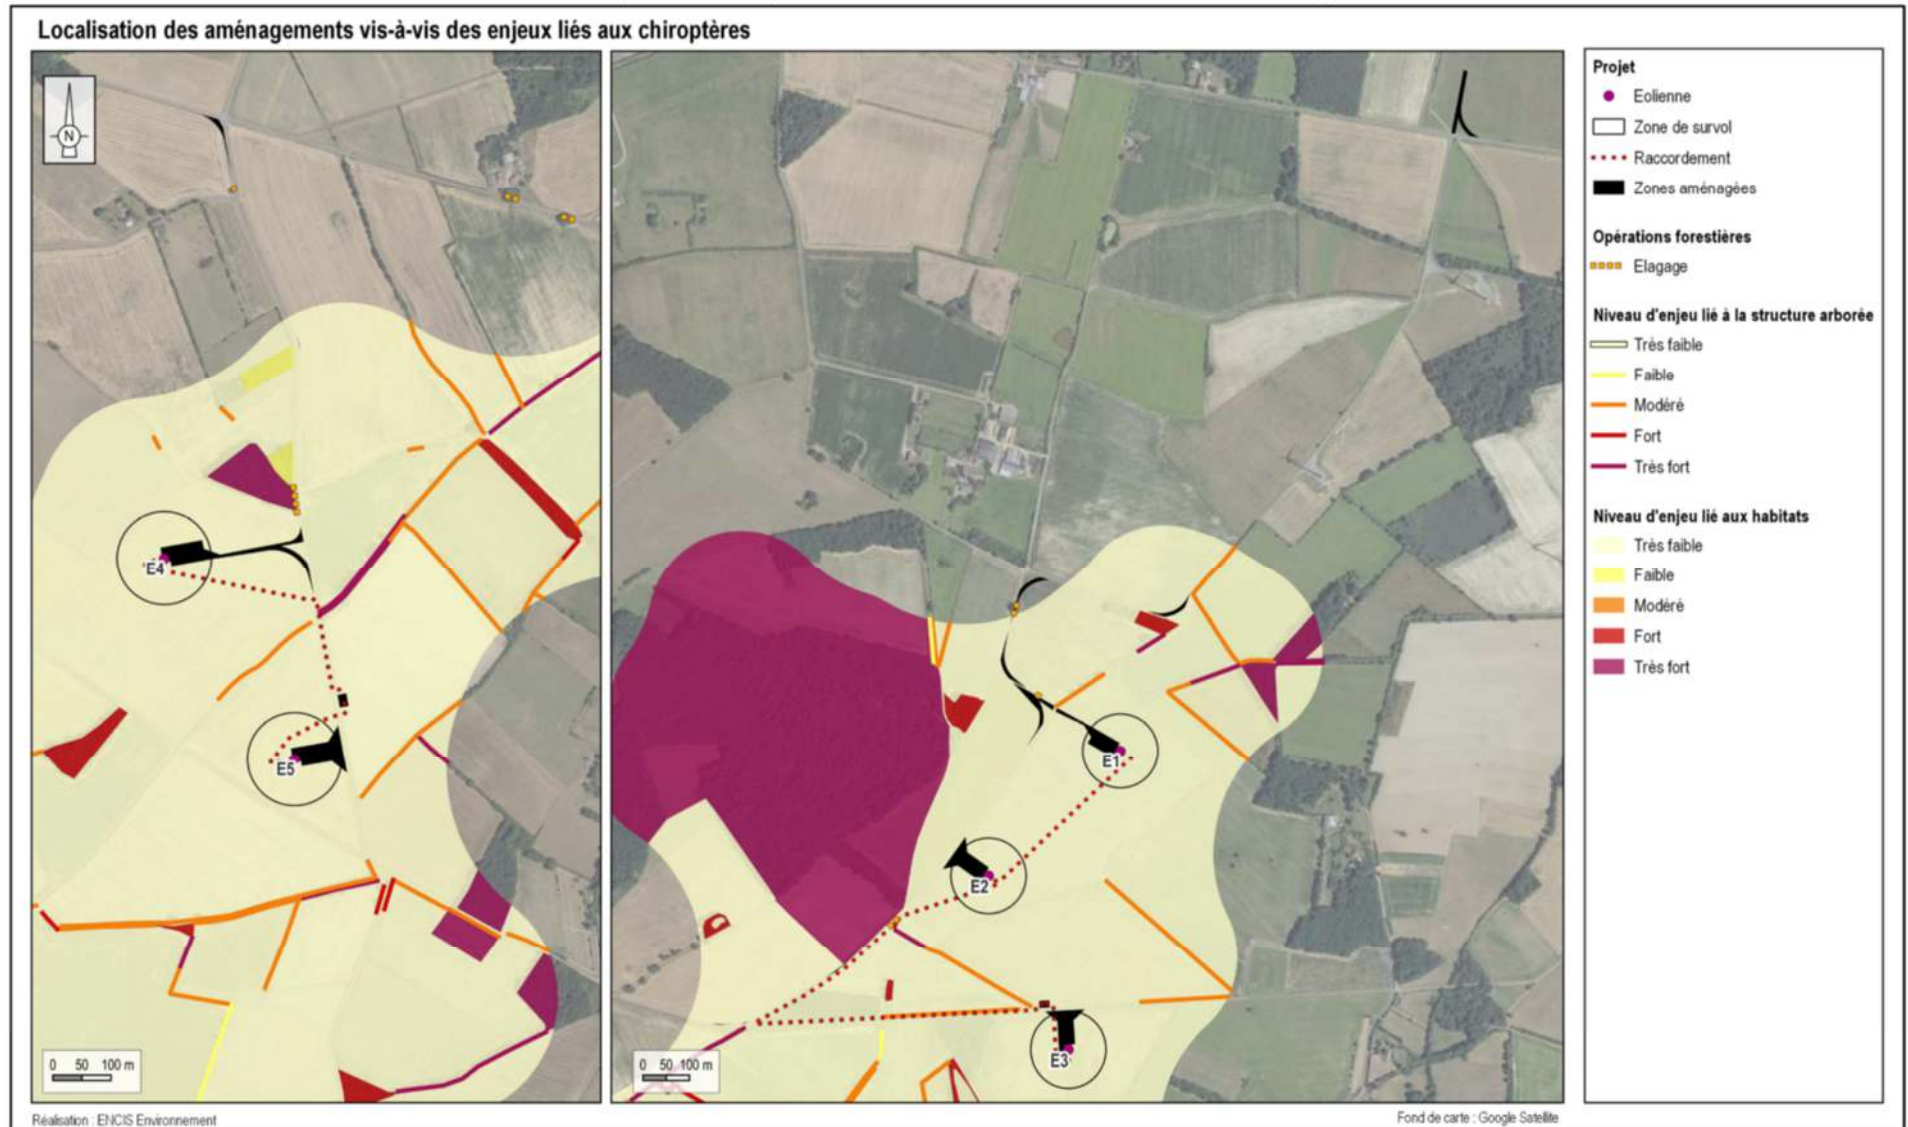 Localisation des aménagements vis-à-vis des enjeux liés aux chiroptères
N
E4
E5
0 50 100 m
E1
E2
E3
0 50 100 m
Projet
Eolienne
Zone de survol
Raccordement
Zones aménagées
Opérations forestières
Elagage
Niveau d'enjeu lié à la structure arborée
Très faible
Faible
Modéré
Fort
Très fort
Niveau d'enjeu lié aux habitats
Très faible
Faible
Modéré
Fort
Très fort
Réalisation : ENCIS Environnement
Fond de carte : Google Satellite